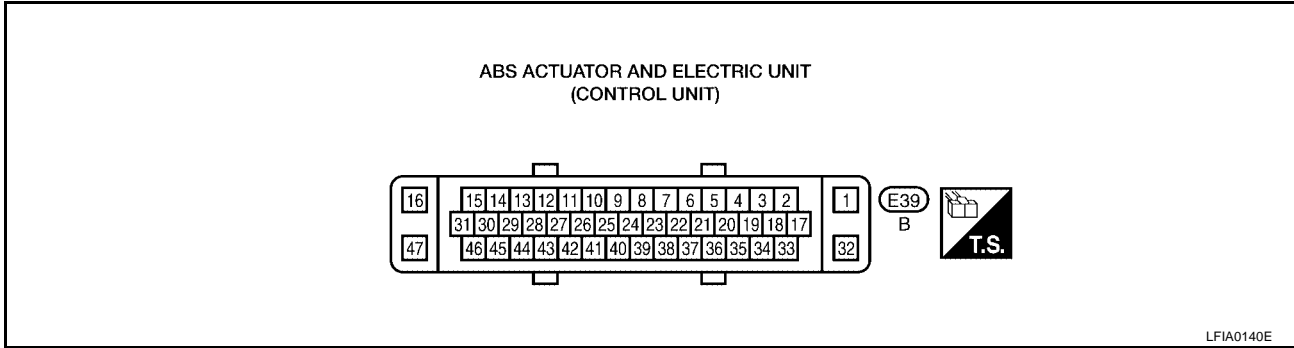 ABS ACTUATOR AND ELECTRIC UNIT
(CONTROL UNIT)
16 15 14 13 12 11 10 9 8 7 6 5 4 3 2 1 E39
31 30 29 28 27 26 25 24 23 22 21 20 19 18 17 B
47 46 45 44 43 42 41 40 39 38 37 36 35 34 33 32 T.S.
LFIA0140E